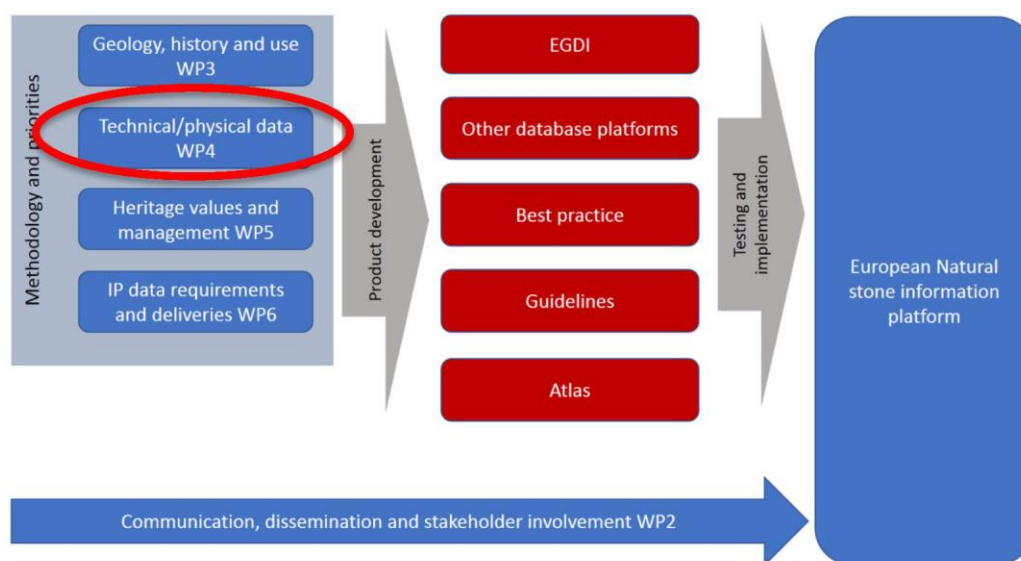 Methodology and priorities
Geology, history and use
WP3
Technical/physical data
WP4
Heritage values and
management WP5
IP data requirements
and deliveries WP6
Product development
EGDI
Other database platforms
Best practice
Guidelines
Atlas
Testing and
implementation
European Natural
stone information
platform
Communication, dissemination and stakeholder involvement WP2